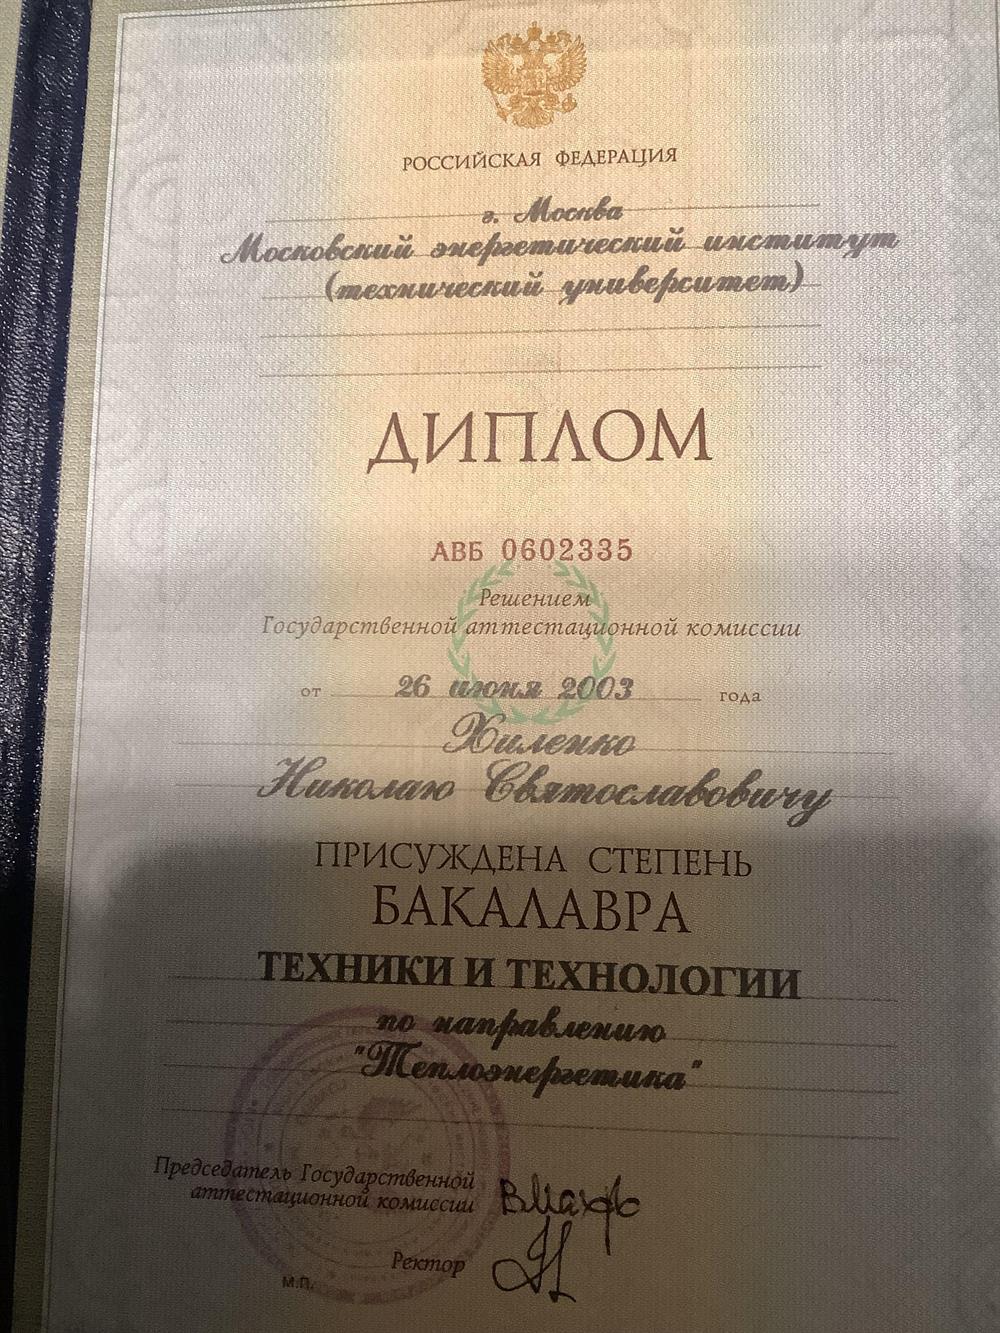 РОССИЙСКАЯ ФЕДЕРАЦИЯ
г. Москва
Московский энергетический институт
(технический университет)
ДИПЛОМ
АВБ 0602335
Решением
Государственной аттестационной комиссии
от 26 июня 2003 года
Хиленко
Николаю Святославовичу
ПРИСУЖДЕНА СТЕПЕНЬ
БАКАЛАВРА
ТЕХНИКИ И ТЕХНОЛОГИИ
по направлению
"Теплоэнергетика"
Председатель Государственной
аттестационной комиссии
Ректор
М.П.